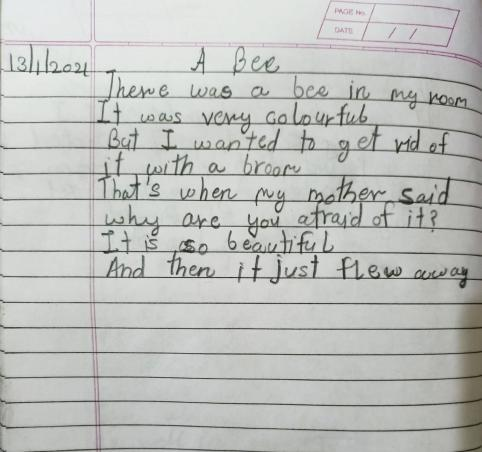 PAGE No.
DATE / /
13/1/2021 A Bee
There was a bee in my room
It was very colourful
But I wanted to get rid of
it with a broom
That's when my mother said
why are you afraid of it?
It is so beautiful
And then it just flew away